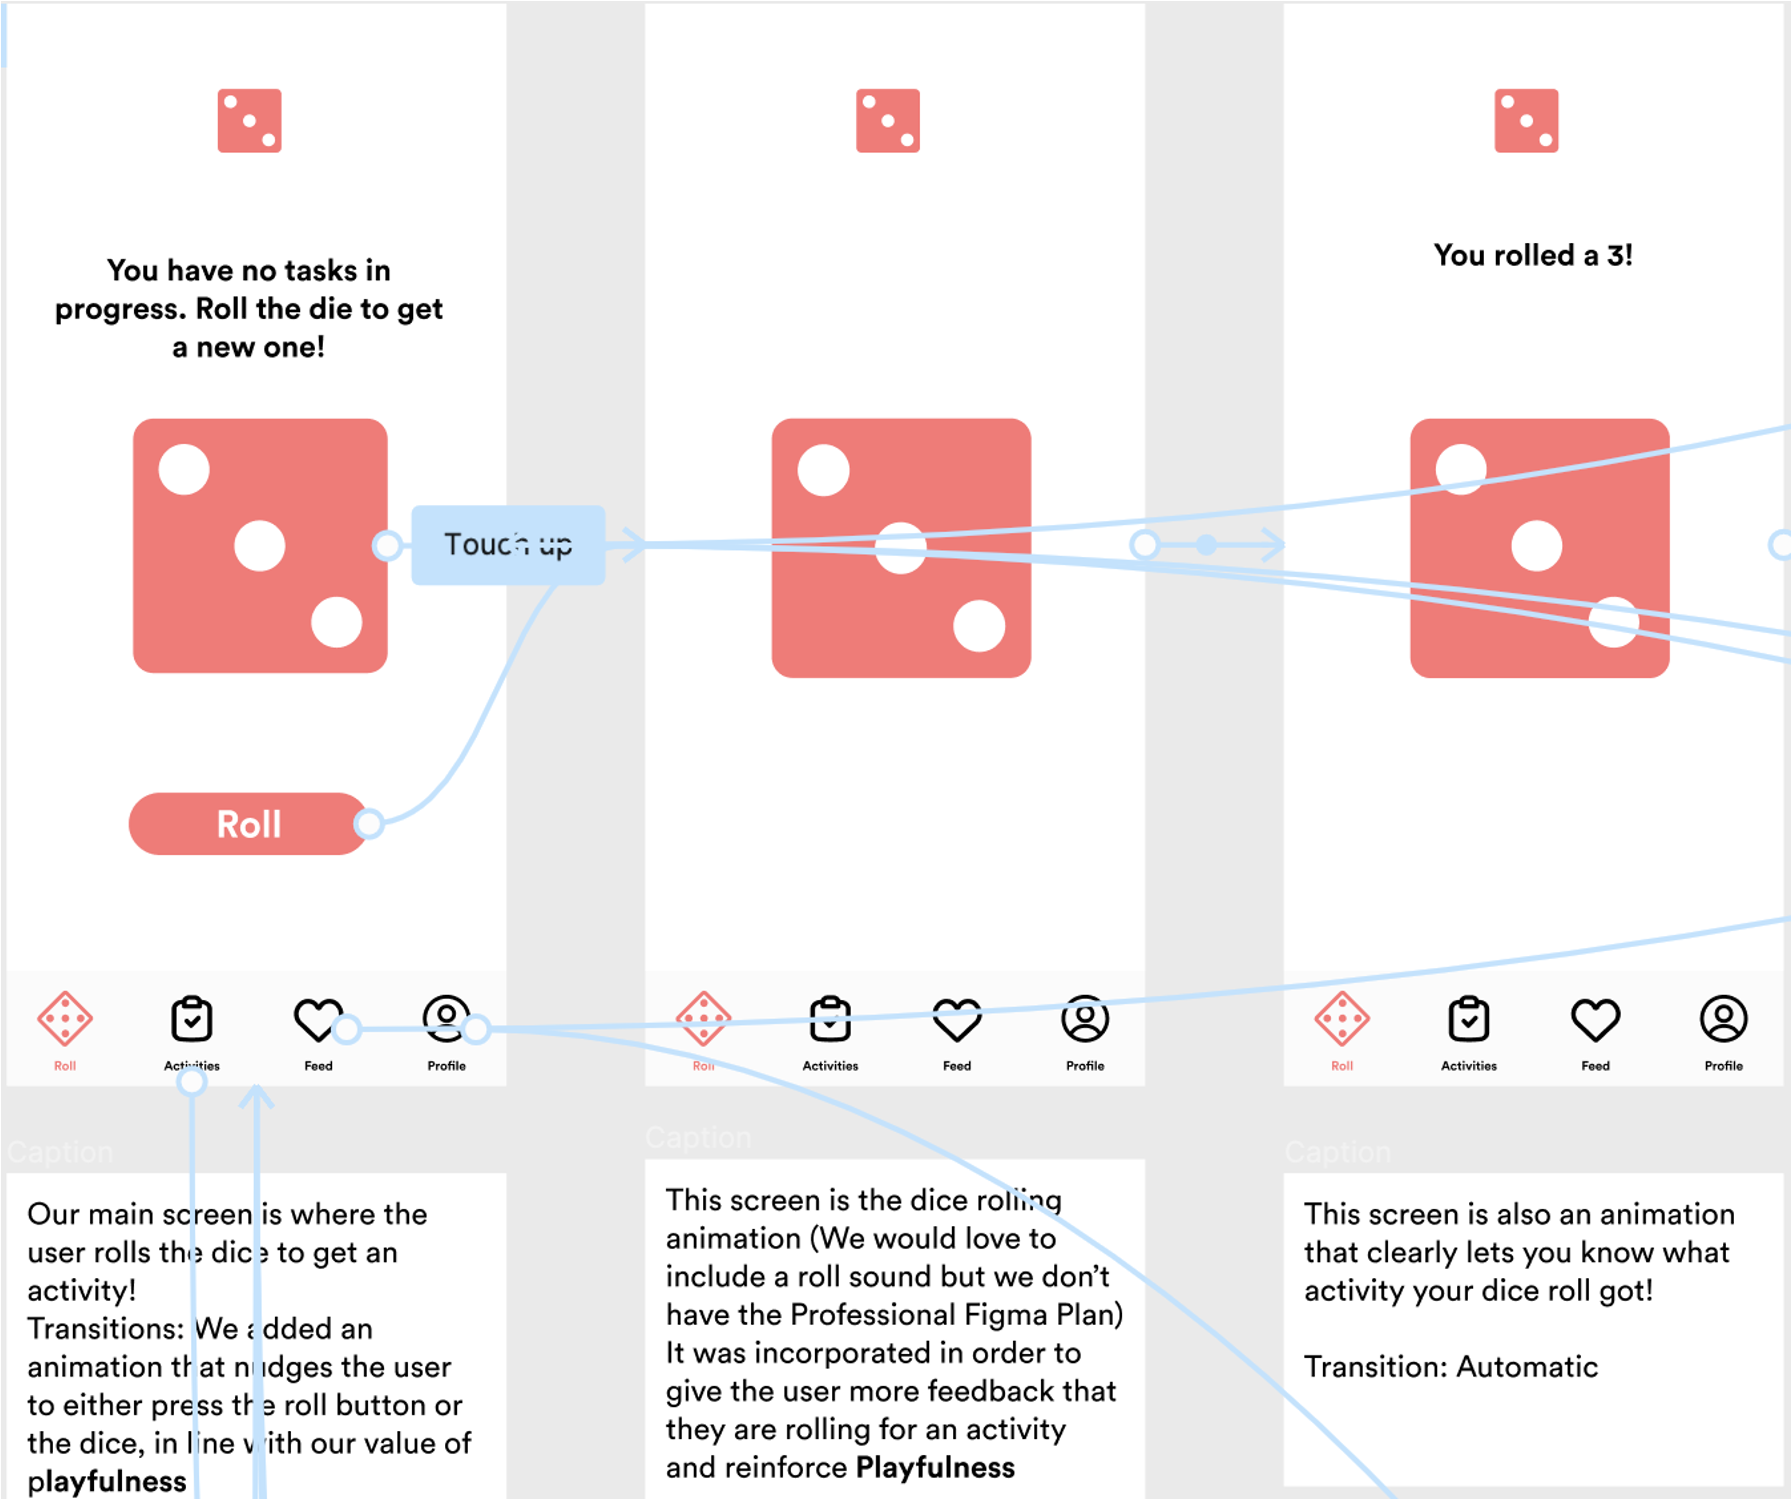 You have no tasks in
progress. Roll the die to get
a new one!
Touch up
Roll
Roll
Activities
Feed
Profile
Caption
Our main screen is where the
user rolls the dice to get an
activity!
Transitions: We added an
animation that nudges the user
to either press the roll button or
the dice, in line with our value of
playfulness
Roll
Activities
Feed
Profile
Caption
This screen is the dice rolling
animation (We would love to
include a roll sound but we don’t
have the Professional Figma Plan)
It was incorporated in order to
give the user more feedback that
they are rolling for an activity
and reinforce Playfulness
You rolled a 3!
Roll
Activities
Feed
Profile
Caption
This screen is also an animation
that clearly lets you know what
activity your dice roll got!
Transition: Automatic